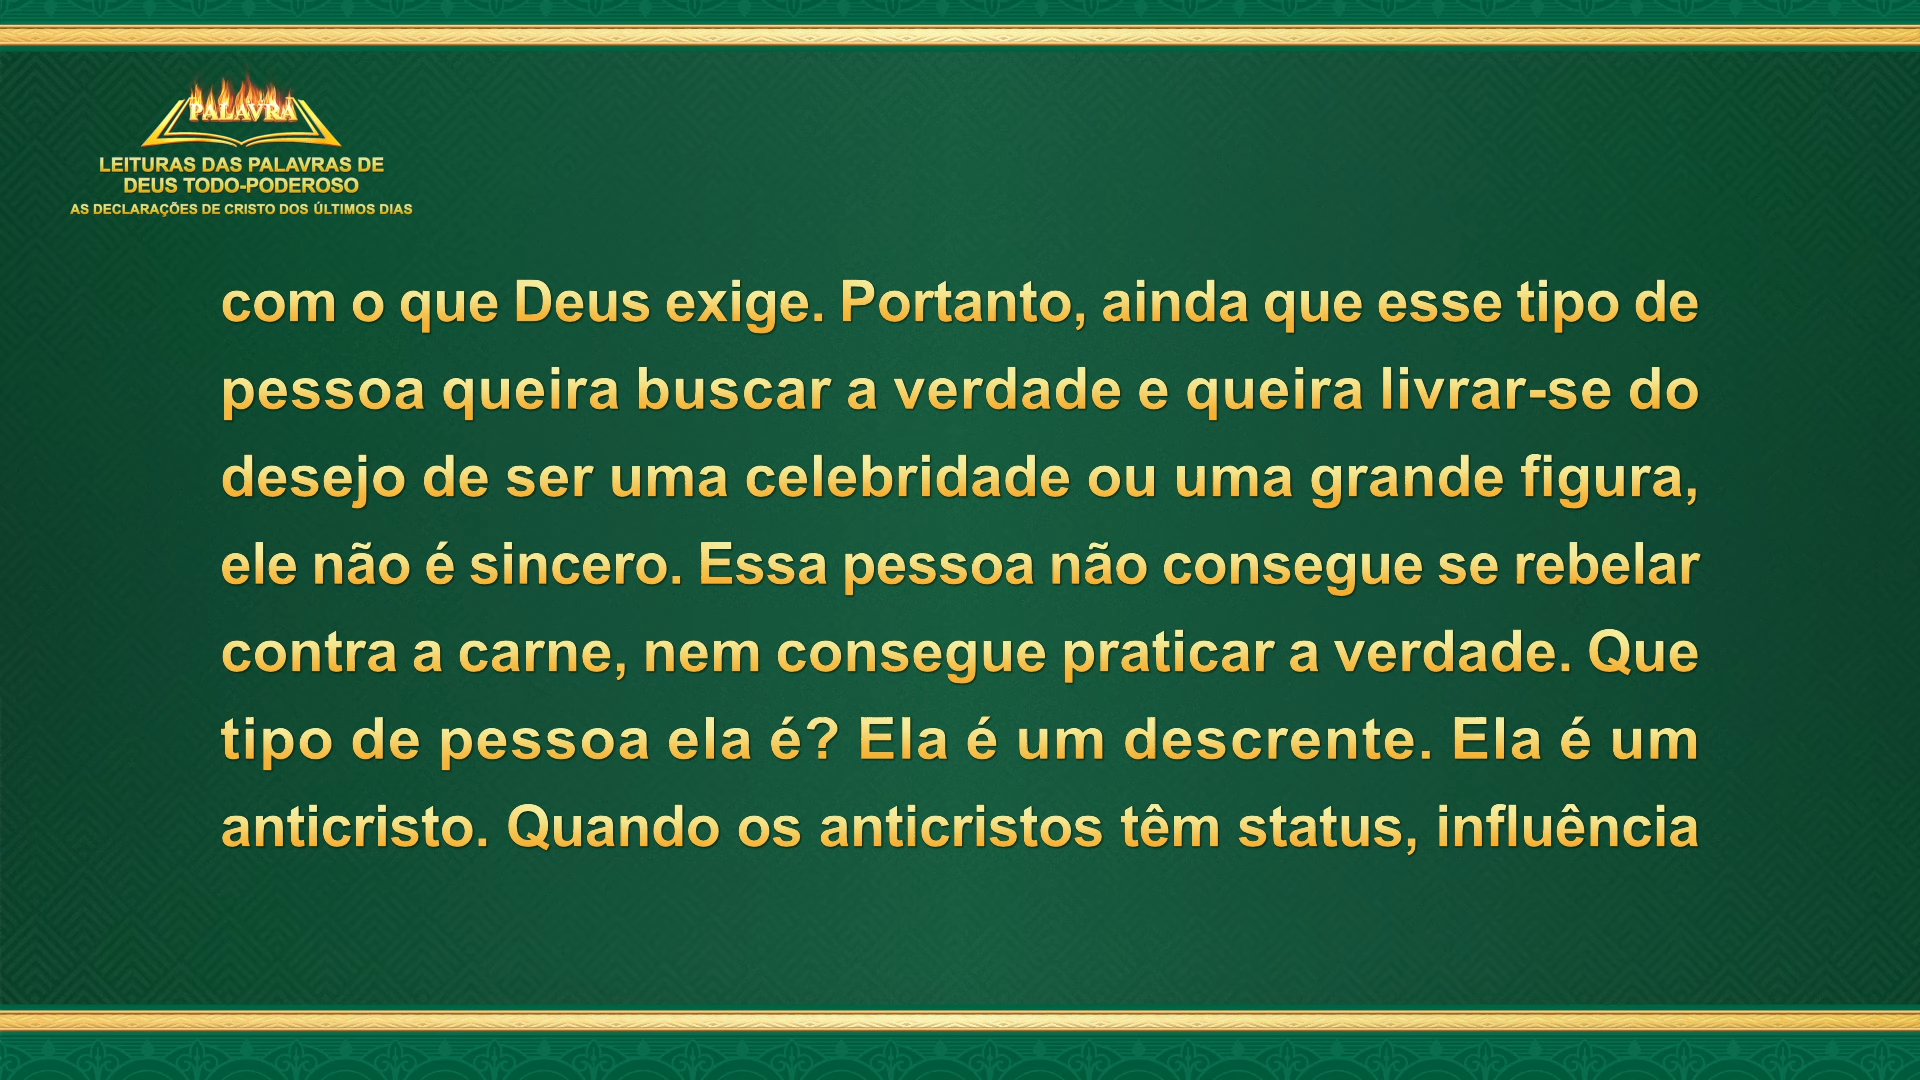 PALAVRA
LEITURAS DAS PALAVRAS DE
DEUS TODO-PODEROSO
AS DECLARAÇÕES DE CRISTO DOS ÚLTIMOS DIAS
com o que Deus exige. Portanto, ainda que esse tipo de
pessoa queira buscar a verdade e queira livrar-se do
desejo de ser uma celebridade ou uma grande figura,
ele não é sincero. Essa pessoa não consegue se rebelar
contra a carne, nem consegue praticar a verdade. Que
tipo de pessoa ela é? Ela é um descrente. Ela é um
anticristo. Quando os anticristos têm status, influência